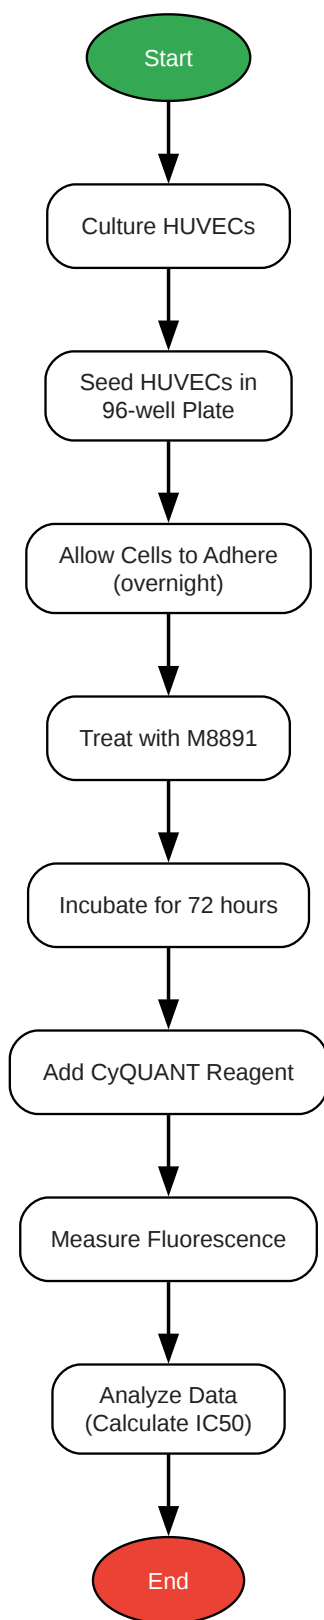 Start
Culture HUVECs
Seed HUVECs in
96-well Plate
Allow Cells to Adhere
(overnight)
Treat with M8891
Incubate for 72 hours
Add CyQUANT Reagent
Measure Fluorescence
Analyze Data
(Calculate IC50)
End